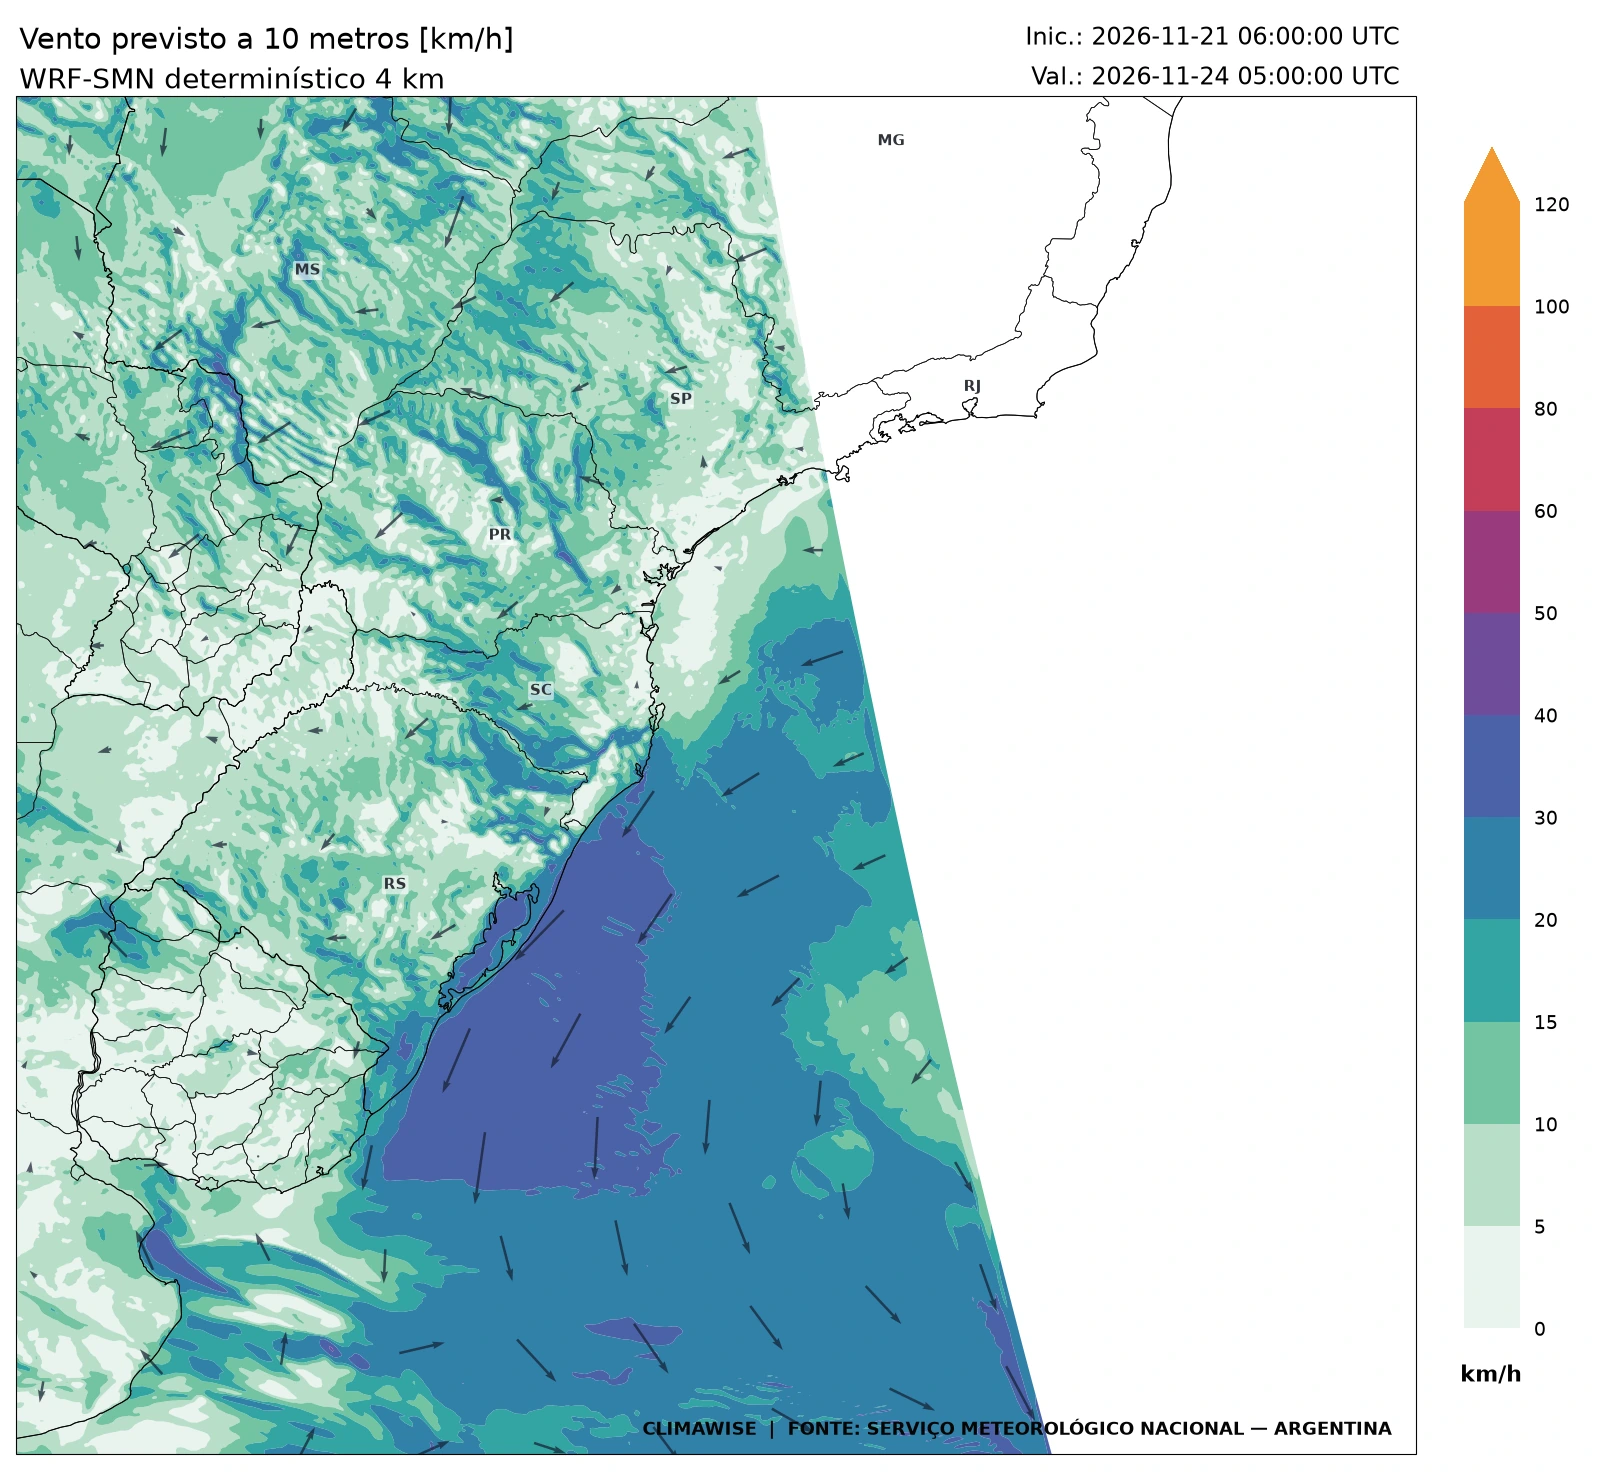 Vento previsto a 10 metros [km/h]
WRF-SMN determinístico 4 km
Inic.: 2026-11-21 06:00:00 UTC
Val.: 2026-11-24 05:00:00 UTC
MG
MS
RJ
SP
PR
SC
RS
120
100
80
60
50
40
30
20
15
10
5
0
km/h
CLIMAWISE | FONTE: SERVIÇO METEOROLÓGICO NACIONAL — ARGENTINA